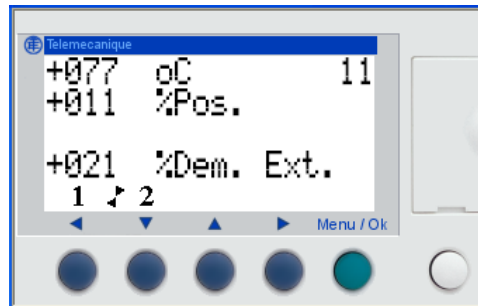 Telemecanique
+077 oC 11
+011 %Pos.
+021 %Dem. Ext.
1 2
Menu / Ok